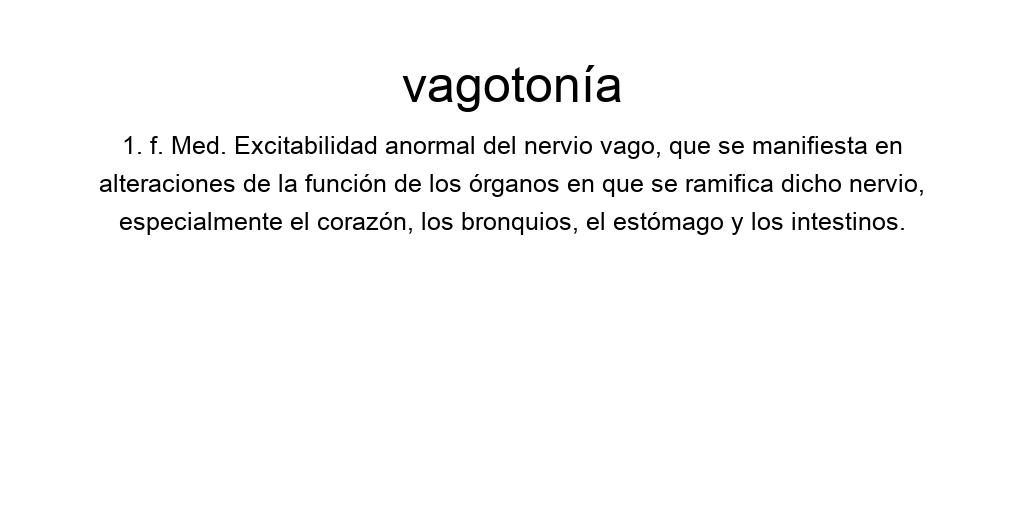 vagotonía
1. f. Med. Excitabilidad anormal del nervio vago, que se manifiesta en
alteraciones de la función de los órganos en que se ramifica dicho nervio,
especialmente el corazón, los bronquios, el estómago y los intestinos.